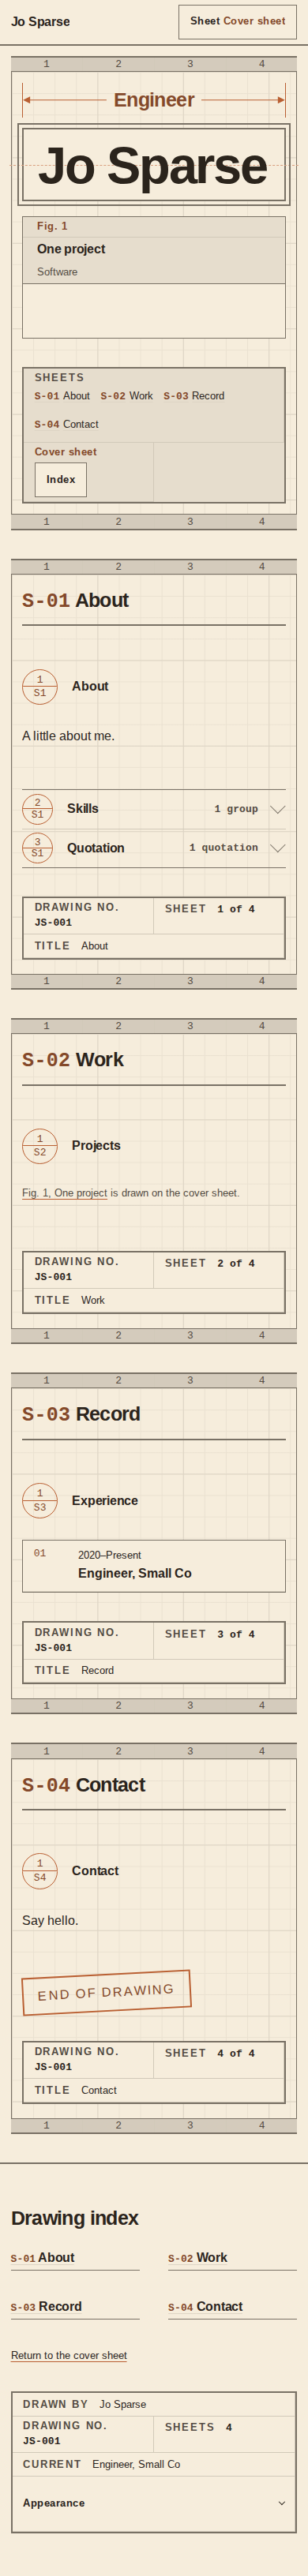 Jo Sparse
Sheet Cover sheet
1 2 3 4
Engineer
Jo Sparse
Fig. 1
One project
Software
SHEETS
S-01 About S-02 Work S-03 Record
S-04 Contact
Cover sheet
Index
1 2 3 4
1 2 3 4
S-01 About
1
S1
About
A little about me.
2
S1
Skills
1 group
3
S1
Quotation
1 quotation
DRAWING NO.
JS-001
SHEET 1 of 4
TITLE About
1 2 3 4
1 2 3 4
S-02 Work
1
S2
Projects
Fig. 1, One project is drawn on the cover sheet.
DRAWING NO.
JS-001
SHEET 2 of 4
TITLE Work
1 2 3 4
1 2 3 4
S-03 Record
1
S3
Experience
01
2020–Present
Engineer, Small Co
DRAWING NO.
JS-001
SHEET 3 of 4
TITLE Record
1 2 3 4
1 2 3 4
S-04 Contact
1
S4
Contact
Say hello.
END OF DRAWING
DRAWING NO.
JS-001
SHEET 4 of 4
TITLE Contact
1 2 3 4
Drawing index
S-01 About
S-02 Work
S-03 Record
S-04 Contact
Return to the cover sheet
DRAWN BY Jo Sparse
DRAWING NO.
JS-001
SHEETS 4
CURRENT Engineer, Small Co
Appearance